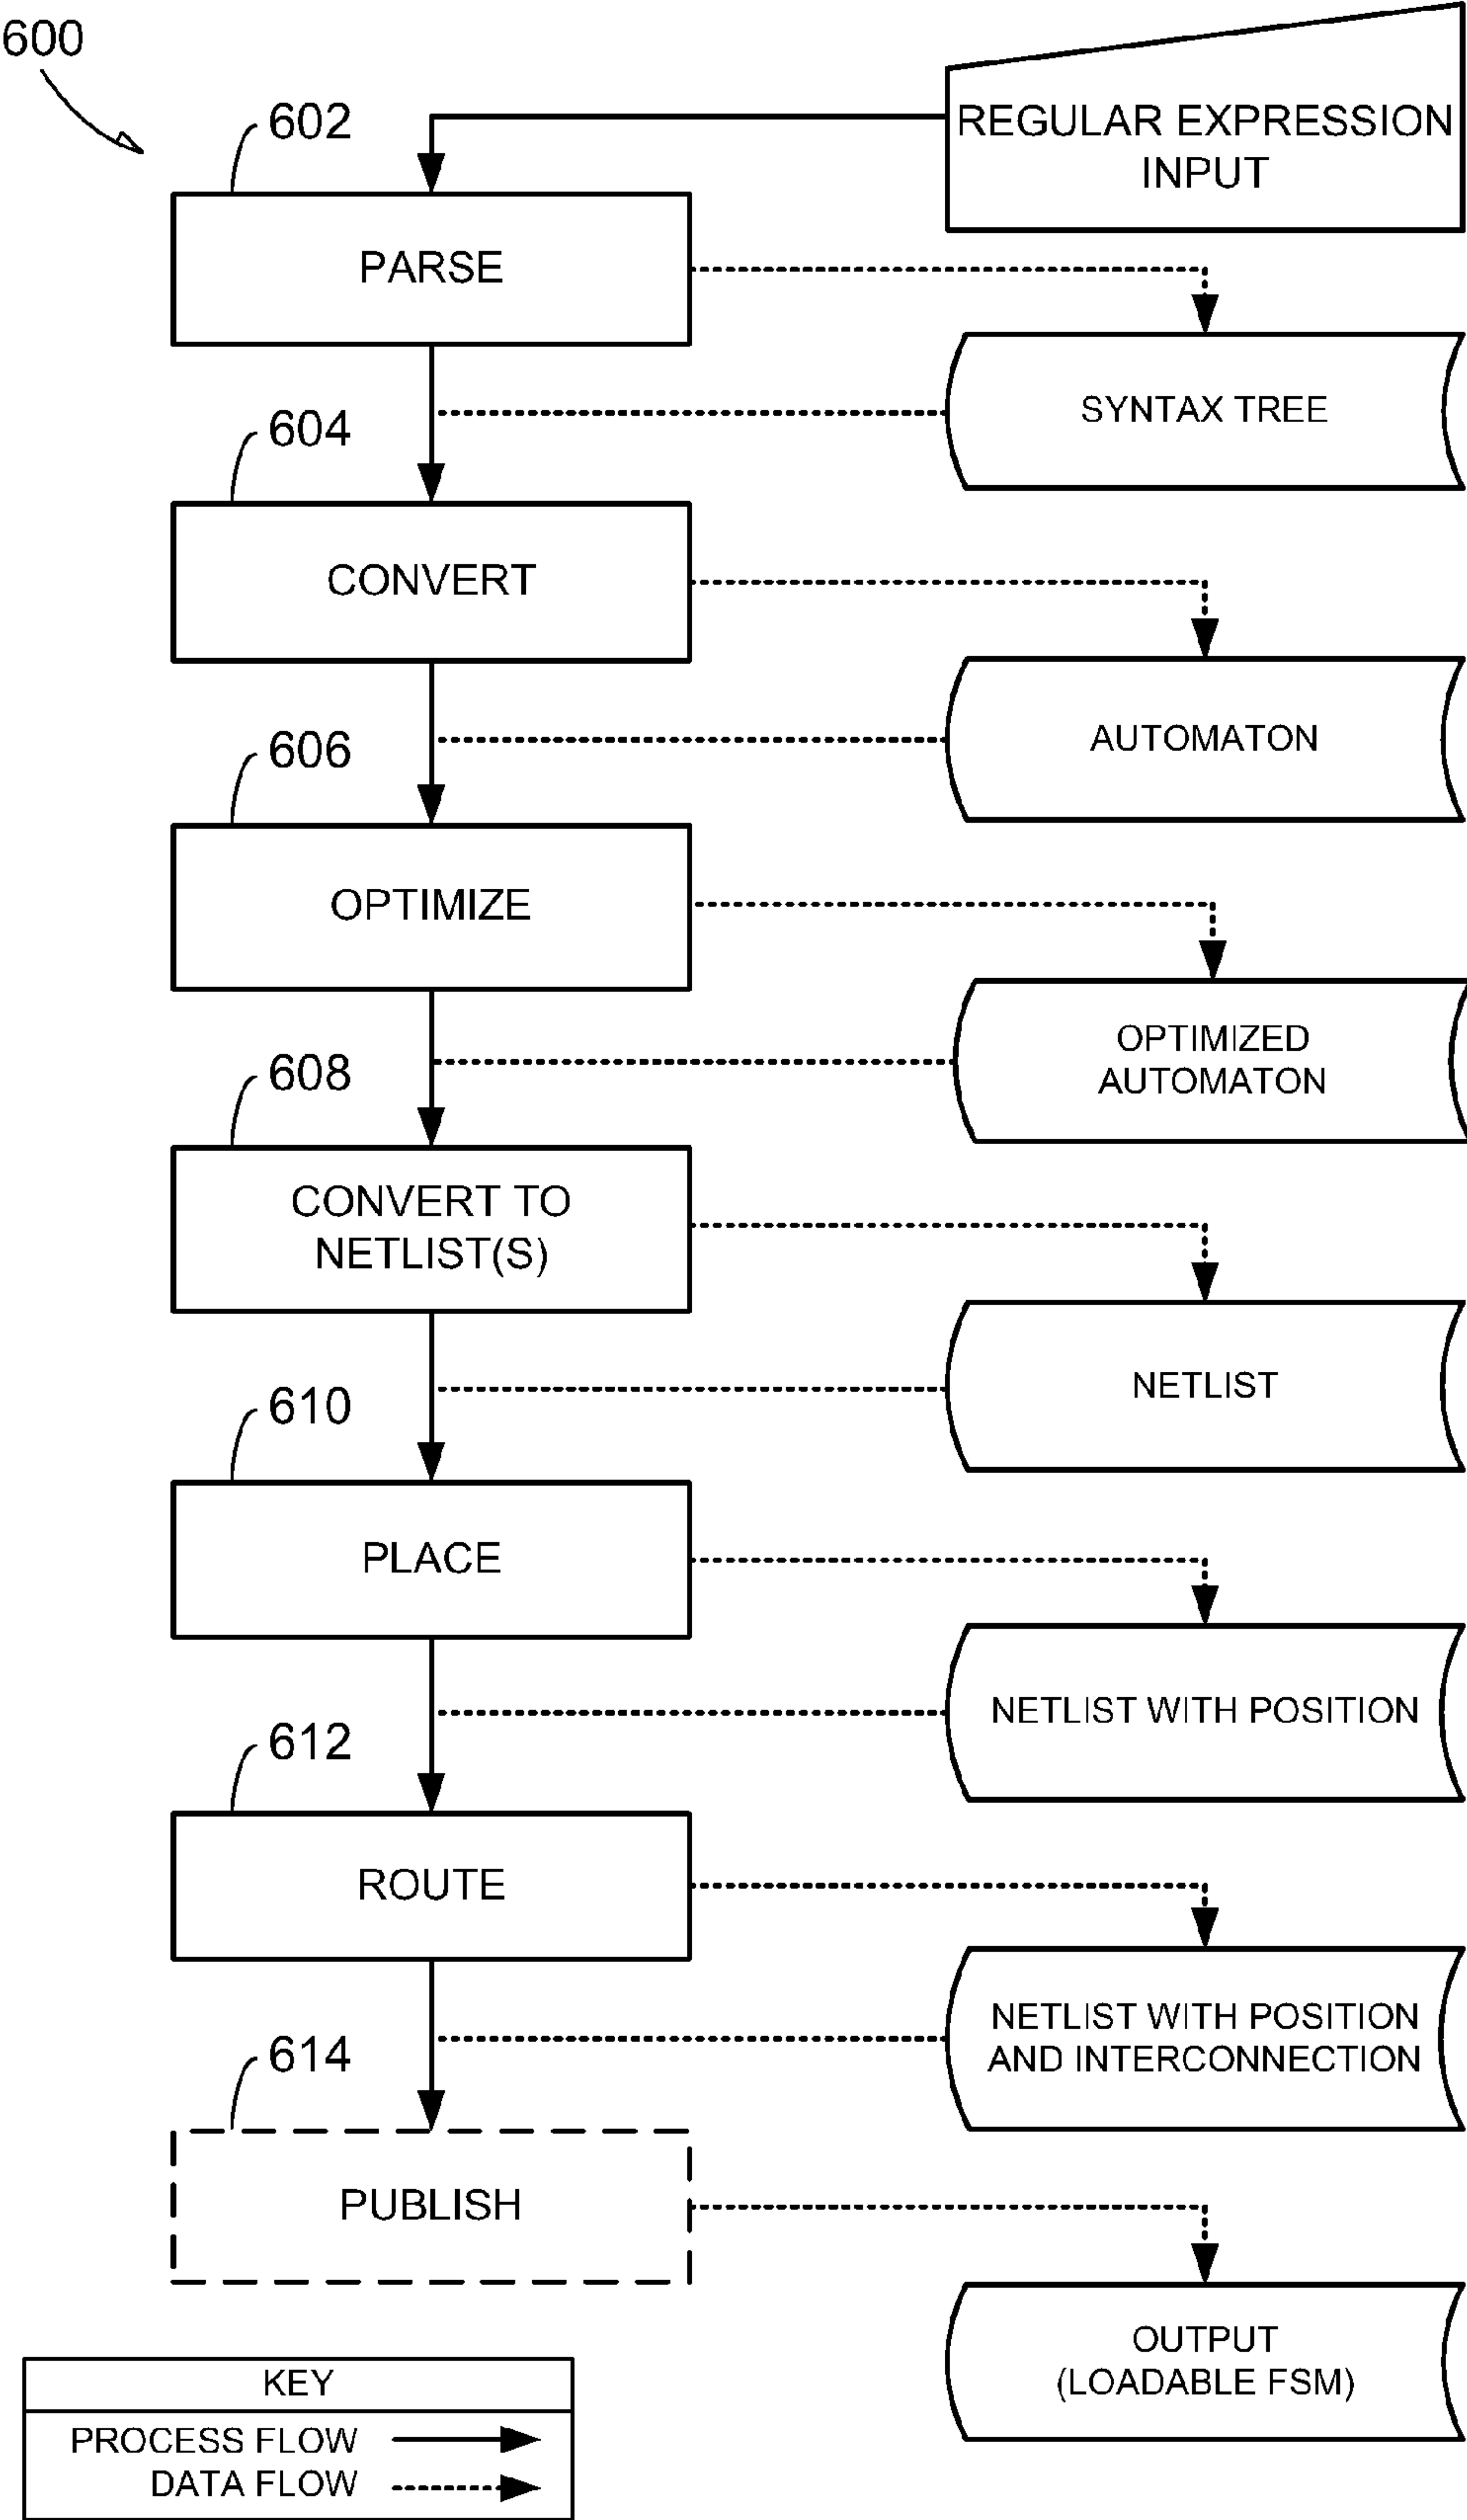 600
602
REGULAR EXPRESSION
INPUT
PARSE
SYNTAX TREE
604
CONVERT
AUTOMATON
606
OPTIMIZE
OPTIMIZED
AUTOMATON
608
CONVERT TO
NETLIST(S)
NETLIST
610
PLACE
NETLIST WITH POSITION
612
ROUTE
NETLIST WITH POSITION
AND INTERCONNECTION
614
PUBLISH
OUTPUT
(LOADABLE FSM)
KEY
PROCESS FLOW
DATA FLOW